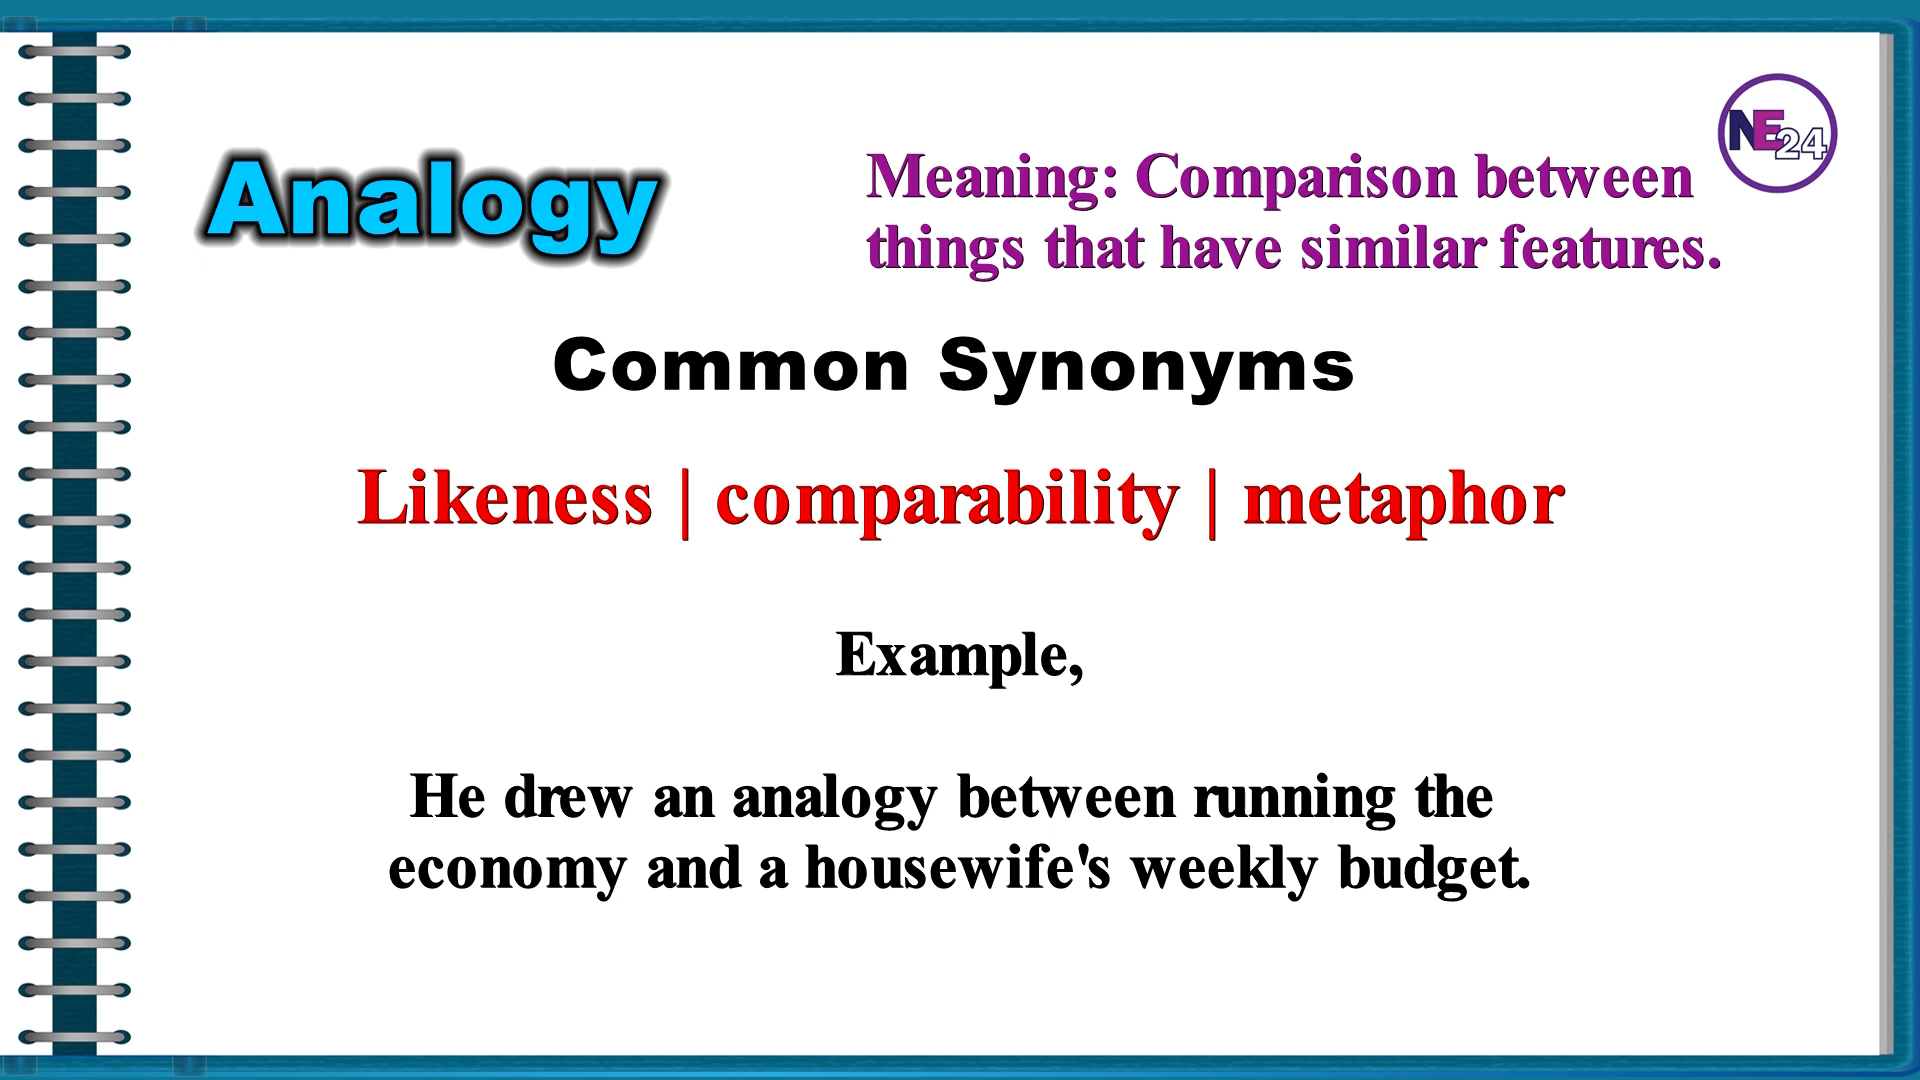 Analogy
Meaning: Comparison between
things that have similar features.
NE24
Common Synonyms
Likeness | comparability | metaphor
Example,
He drew an analogy between running the
economy and a housewife's weekly budget.